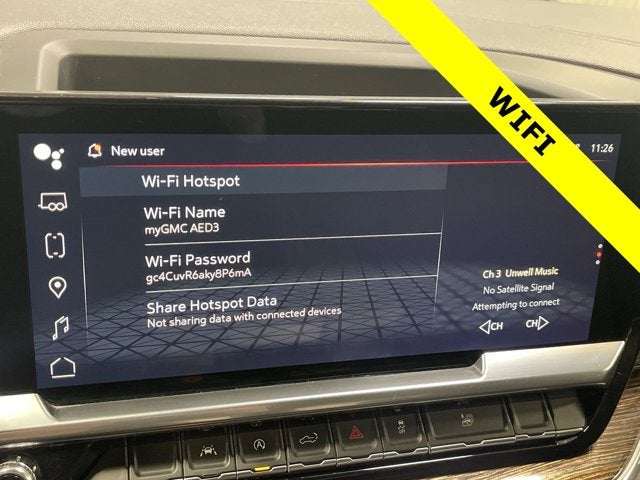 WIFI
New user
11:26
Wi-Fi Hotspot
Wi-Fi Name
myGMC AED3
Wi-Fi Password
gc4CuvR6aky8P6mA
Share Hotspot Data
Not sharing data with connected devices
Ch 3 Unwell Music
No Satellite Signal
Attempting to connect
CH CH